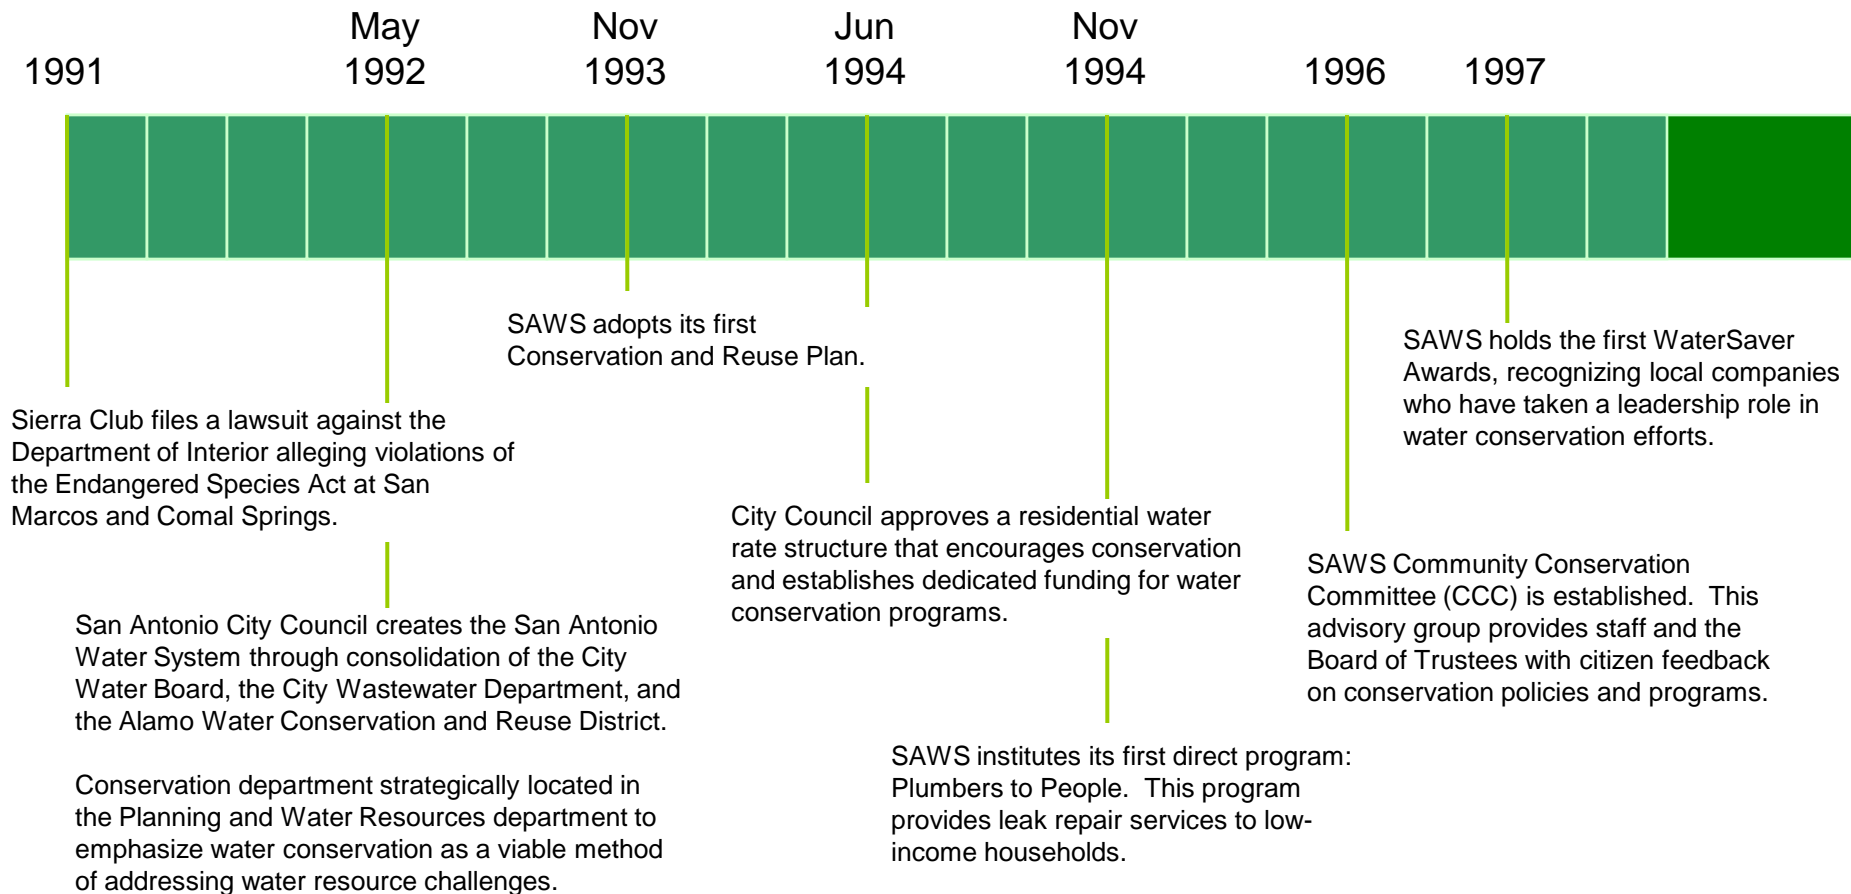 1991
May
1992
Nov
1993
Jun
1994
Nov
1994
1996
1997
Sierra Club files a lawsuit against the
Department of Interior alleging violations of
the Endangered Species Act at San
Marcos and Comal Springs.
San Antonio City Council creates the San Antonio
Water System through consolidation of the City
Water Board, the City Wastewater Department, and
the Alamo Water Conservation and Reuse District.
Conservation department strategically located in
the Planning and Water Resources department to
emphasize water conservation as a viable method
of addressing water resource challenges.
SAWS adopts its first
Conservation and Reuse Plan.
City Council approves a residential water
rate structure that encourages conservation
and establishes dedicated funding for water
conservation programs.
SAWS institutes its first direct program:
Plumbers to People.  This program
provides leak repair services to low-
income households.
SAWS Community Conservation
Committee (CCC) is established.  This
advisory group provides staff and the
Board of Trustees with citizen feedback
on conservation policies and programs.
SAWS holds the first WaterSaver
Awards, recognizing local companies
who have taken a leadership role in
water conservation efforts.